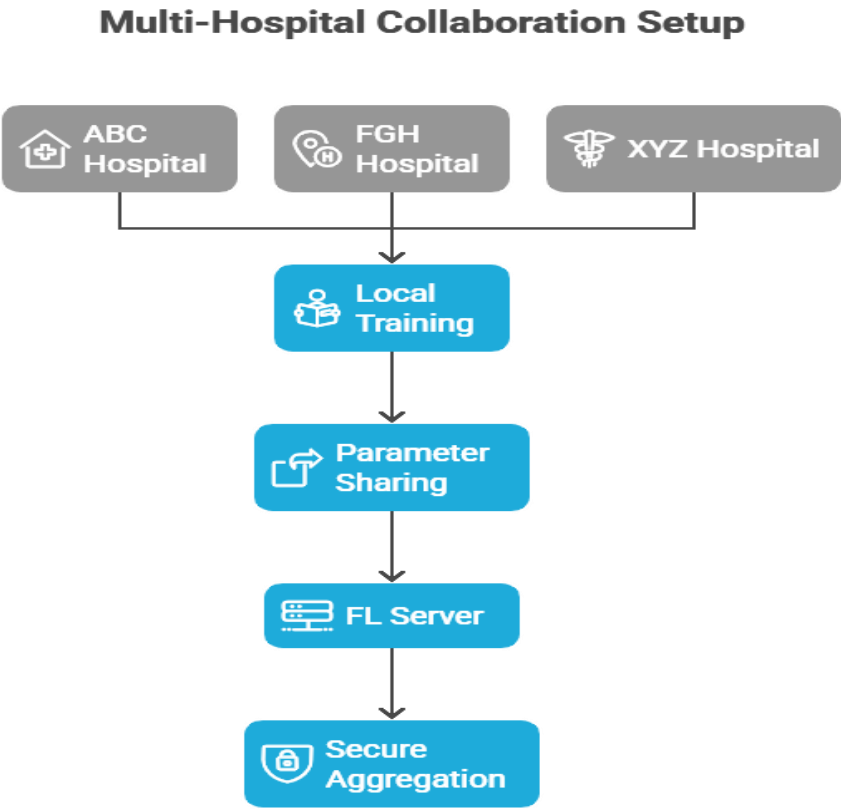 Multi-Hospital Collaboration Setup
ABC
Hospital
FGH
Hospital
H
XYZ Hospital
Local
Training
Parameter
Sharing
FL Server
Secure
Aggregation